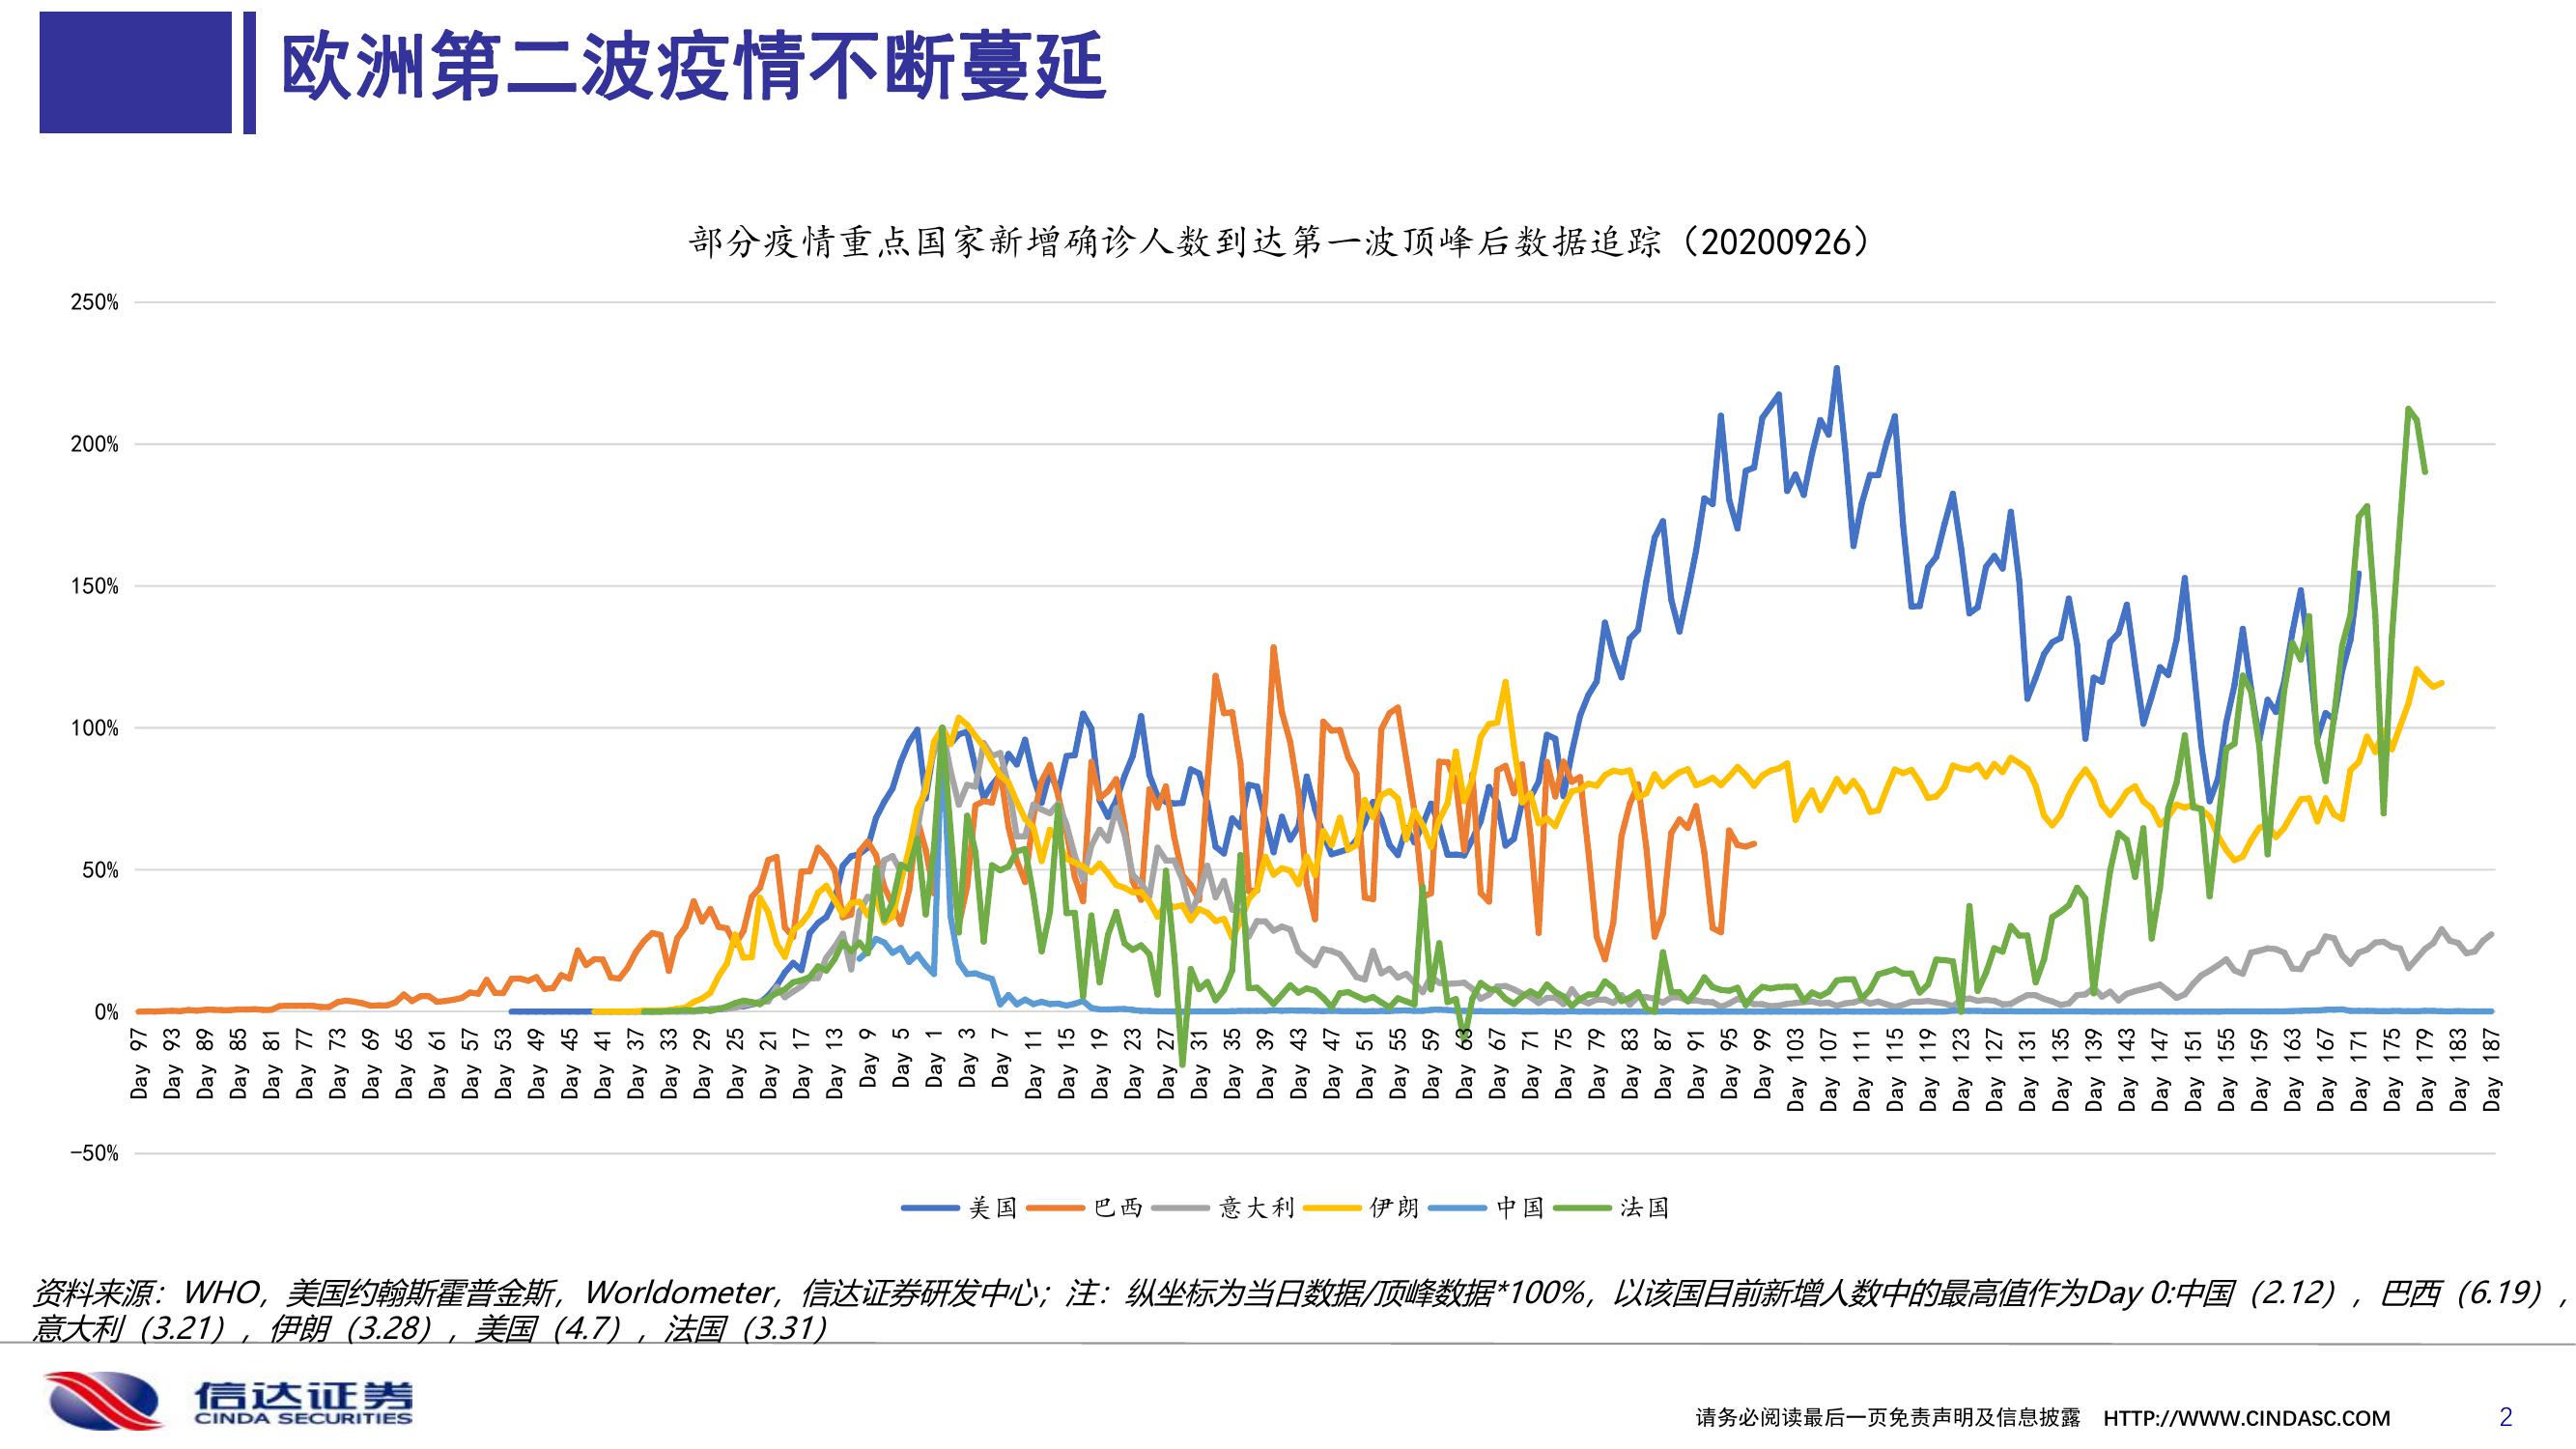 欧洲第二波疫情不断蔓延
部分疫情重点国家新增确诊人数到达第一波顶峰后数据追踪（20200926）
250%
200%
150%
100%
50%
0%
-50%
Day 97
Day 93
Day 89
Day 85
Day 81
Day 77
Day 73
Day 69
Day 65
Day 61
Day 57
Day 53
Day 49
Day 45
Day 41
Day 37
Day 33
Day 29
Day 25
Day 21
Day 17
Day 13
Day 9
Day 5
Day 1
Day 3
Day 7
Day 11
Day 15
Day 19
Day 23
Day 27
Day 31
Day 35
Day 39
Day 43
Day 47
Day 51
Day 55
Day 59
Day 63
Day 67
Day 71
Day 75
Day 79
Day 83
Day 87
Day 91
Day 95
Day 99
Day 103
Day 107
Day 111
Day 115
Day 119
Day 123
Day 127
Day 131
Day 135
Day 139
Day 143
Day 147
Day 151
Day 155
Day 159
Day 163
Day 167
Day 171
Day 175
Day 179
Day 183
Day 187
美国 巴西 意大利 伊朗 中国 法国
资料来源：WHO，美国约翰斯霍普金斯，Worldometer，信达证券研发中心；注：纵坐标为当日数据/顶峰数据*100%，以该国目前新增人数中的最高值作为Day 0:中国（2.12），巴西（6.19），
意大利（3.21），伊朗（3.28），美国（4.7），法国（3.31）
信达证券
CINDA SECURITIES
请务必阅读最后一页免责声明及信息披露 HTTP://WWW.CINDASC.COM 2